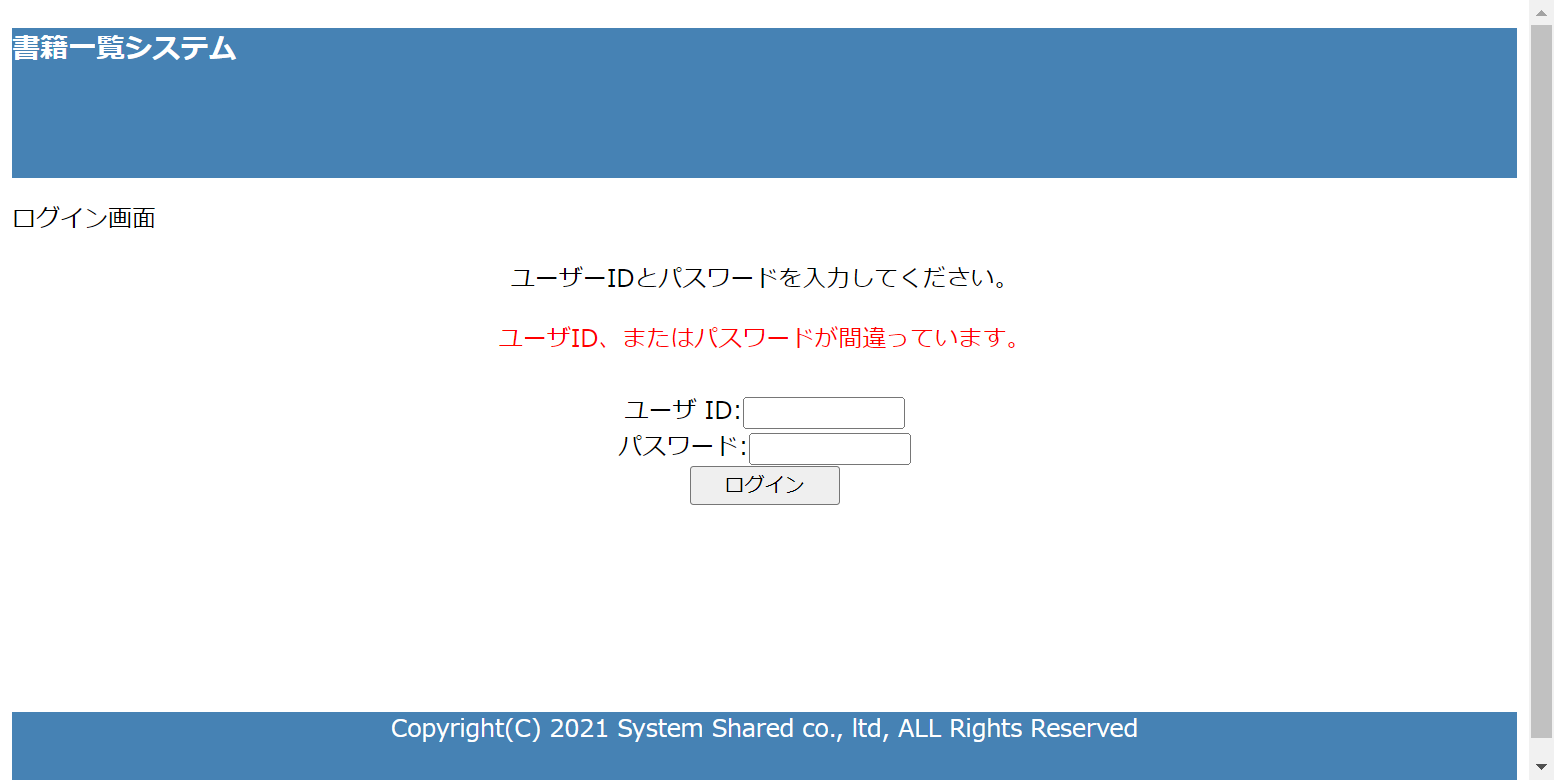 書籍一覧システム
ログイン画面
ユーザーIDとパスワードを入力してください。
ユーザID、またはパスワードが間違っています。
ユーザ ID:
パスワード:
ログイン
Copyright(C) 2021 System Shared co., ltd, ALL Rights Reserved